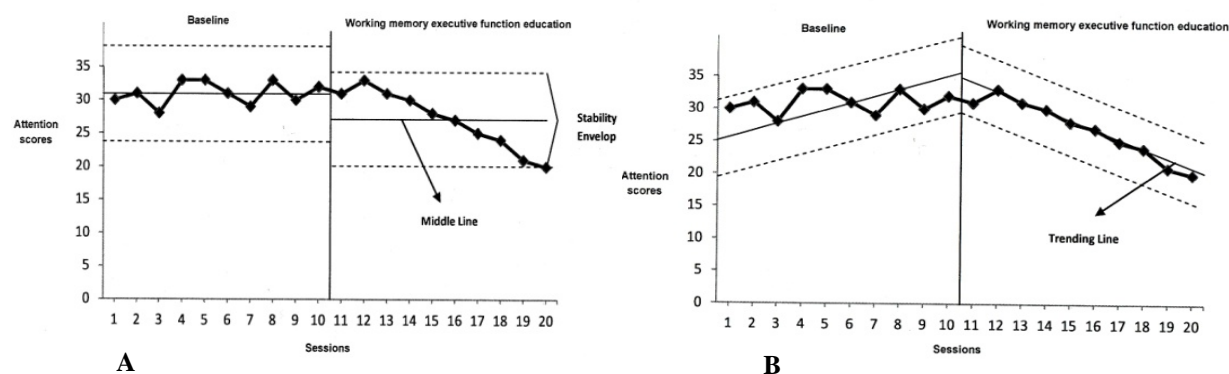 Baseline
Working memory executive function education
35
30
25
20
15
10
5
0
Attention
scores
Stability
Envelop
Middle Line
1 2 3 4 5 6 7 8 9 10 11 12 13 14 15 16 17 18 19 20
Sessions
A
Baseline
Working memory executive function education
35
30
25
20
15
10
5
0
Attention
scores
Trending Line
1 2 3 4 5 6 7 8 9 10 11 12 13 14 15 16 17 18 19 20
Sessions
B